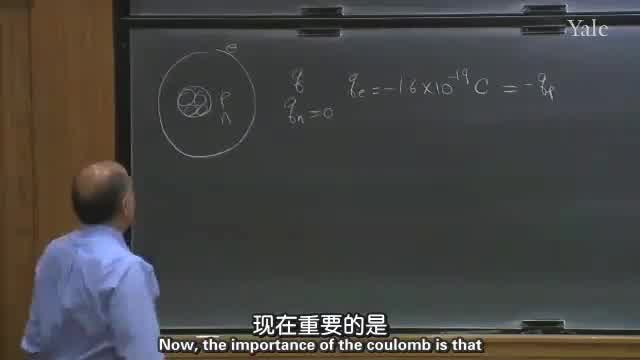 Yale
e
p
n
q
q_n = 0
q_e = -1.6 × 10^-19 C = -q_p
现在重要的是
Now, the importance of the coulomb is that